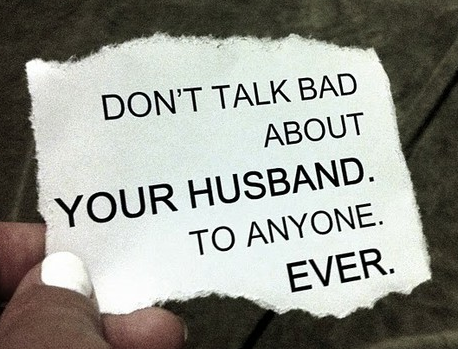 DON'T TALK BAD
ABOUT
YOUR HUSBAND.
TO ANYONE.
EVER.